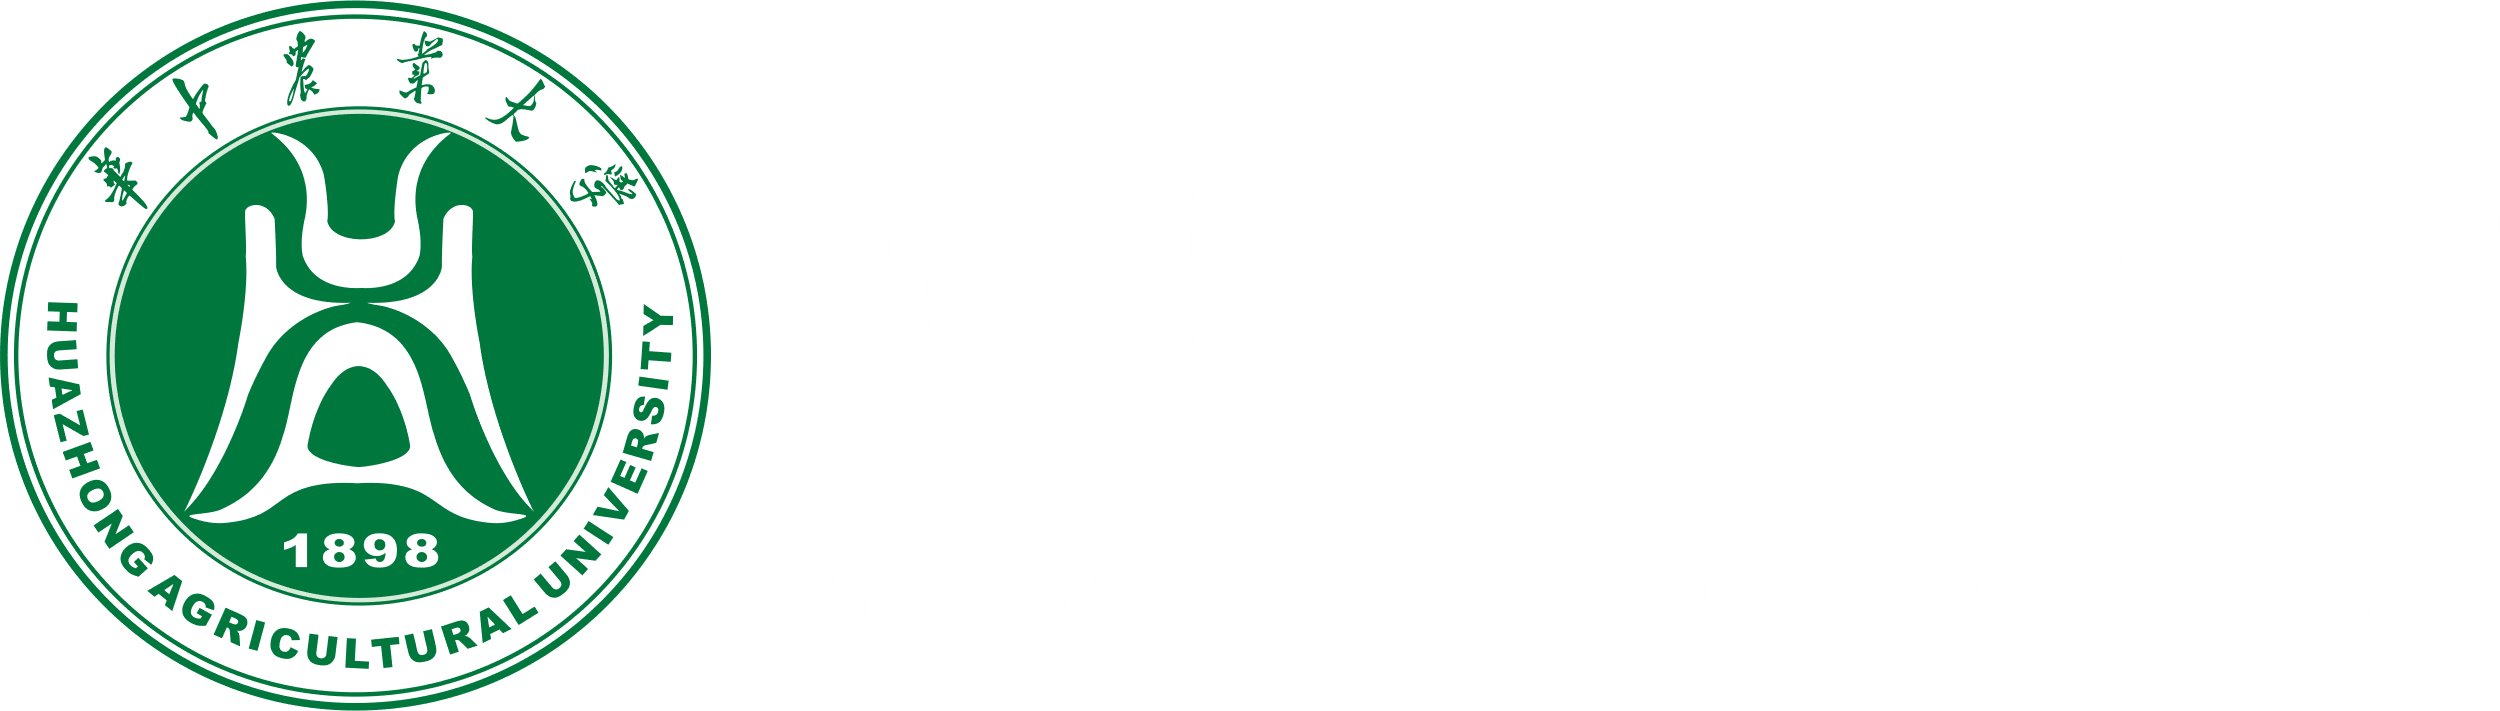 華中農業大學
HUAZHONG AGRICULTURAL UNIVERSITY
1898